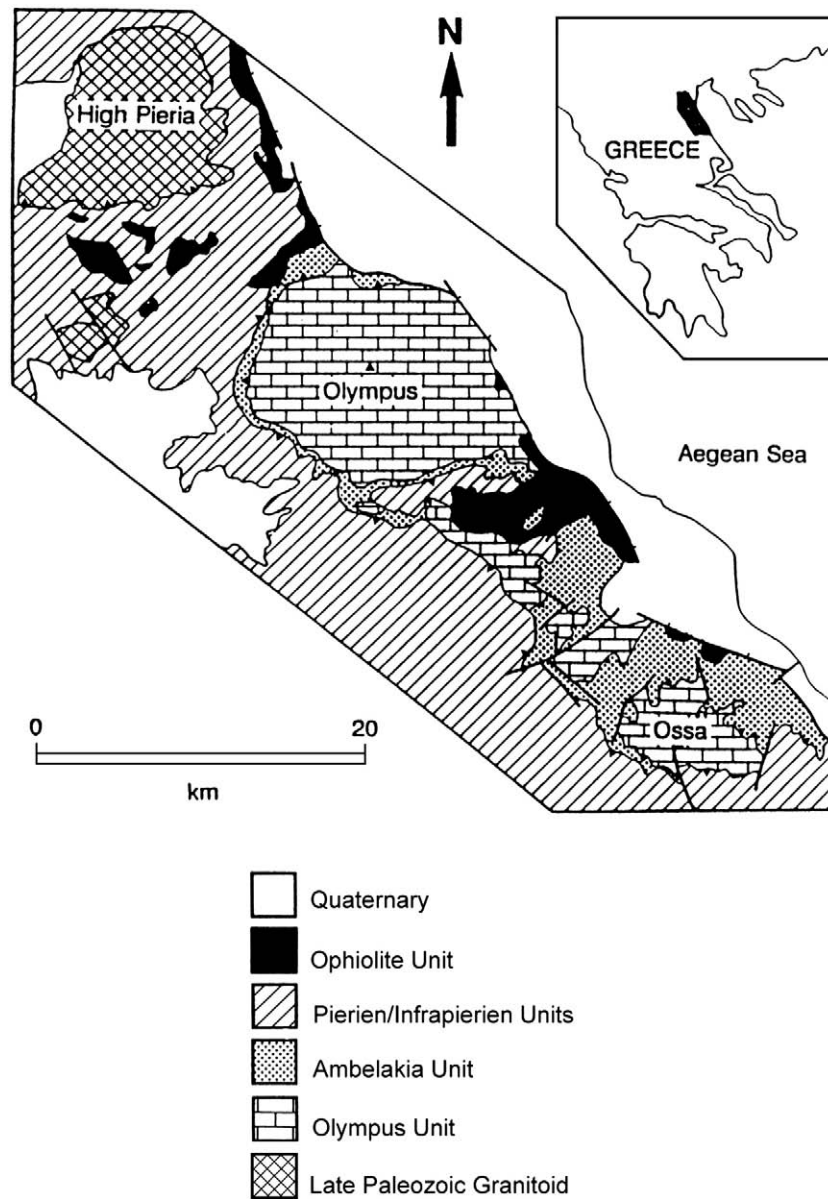 N
High Pieria
GREECE
Olympus
Aegean Sea
0 20
km
Ossa
Quaternary
Ophiolite Unit
Pierien/Infrapierien Units
Ambelakia Unit
Olympus Unit
Late Paleozoic Granitoid